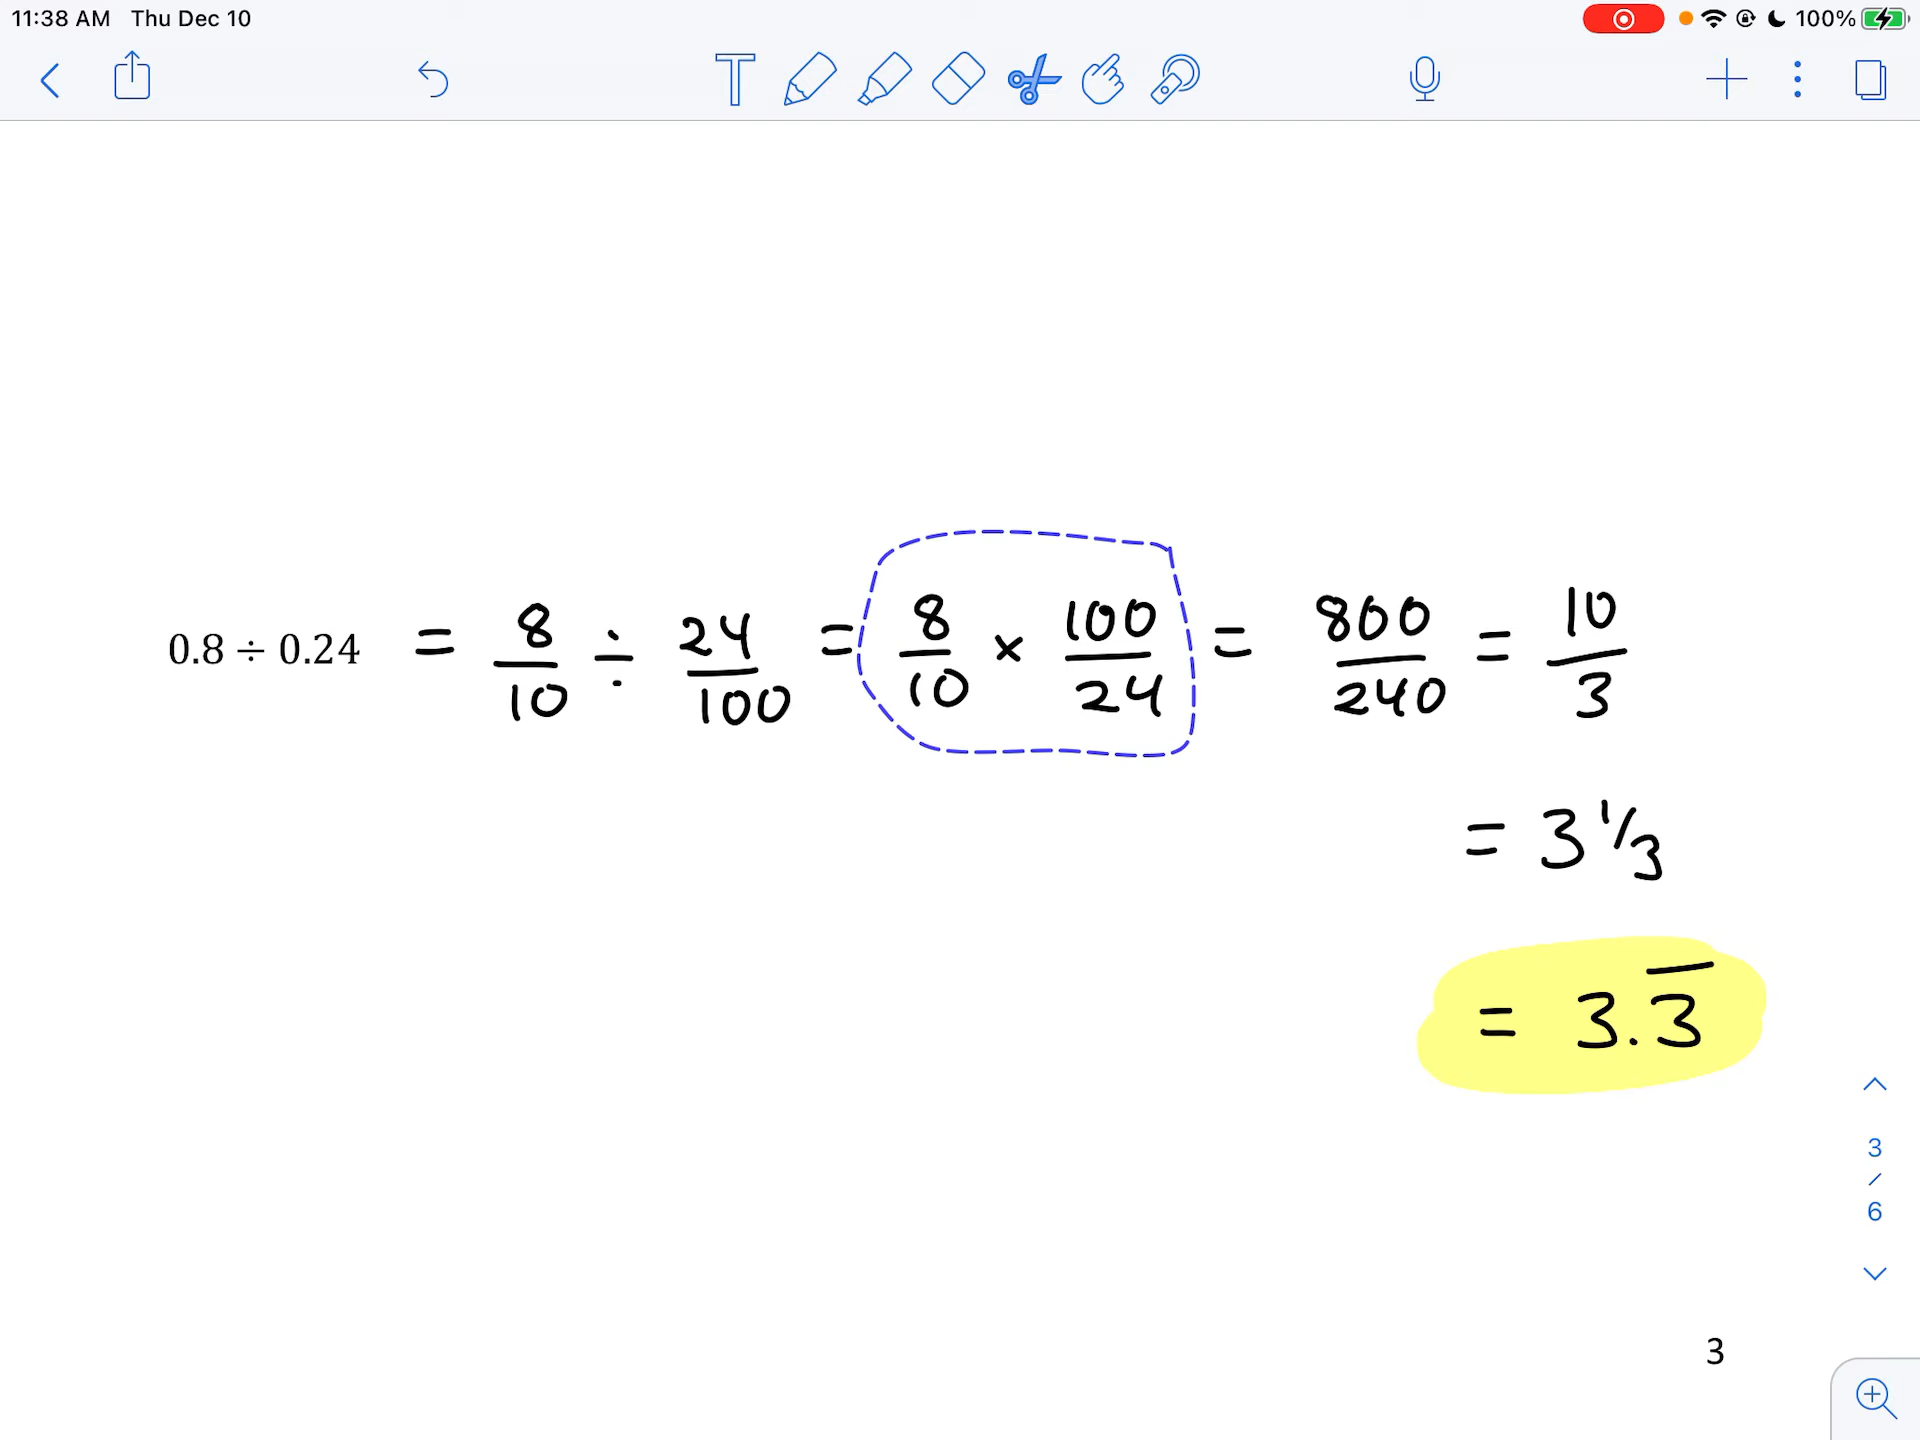 11:38 AM Thu Dec 10
100%
T
0.8 ÷ 0.24 = 8/10 ÷ 24/100 = 8/10 × 100/24 = 800/240 = 10/3
= 3 1/3
= 3.3̅
3
/
6
3